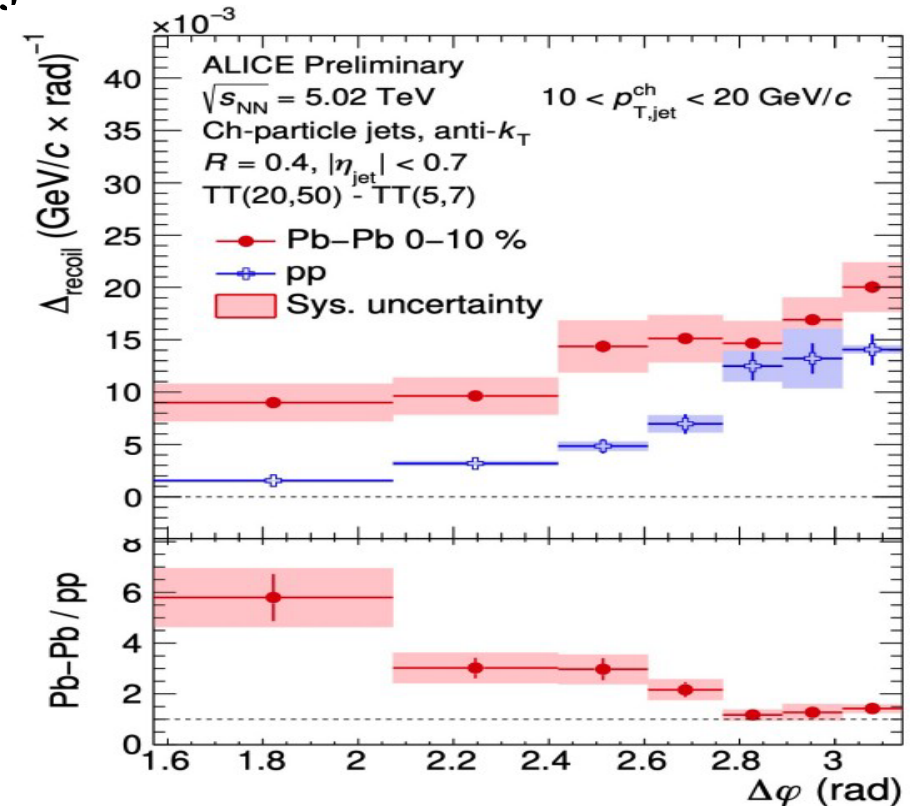 ×10⁻³
ALICE Preliminary
√sNN = 5.02 TeV
10 < p^ch_T,jet < 20 GeV/c
Ch-particle jets, anti-kT
R = 0.4, |ηjet| < 0.7
TT(20,50) - TT(5,7)
Pb−Pb 0−10 %
pp
Sys. uncertainty
Δrecoil (GeV/c × rad)⁻¹
40
35
30
25
20
15
10
5
0
Pb−Pb / pp
8
6
4
2
0
1.6 1.8 2 2.2 2.4 2.6 2.8 3
Δφ (rad)